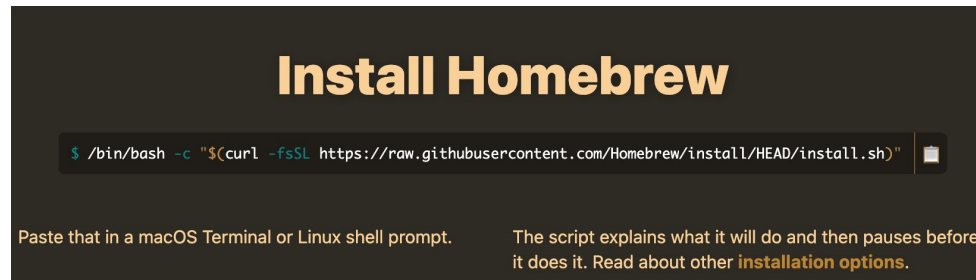 Install Homebrew
$ /bin/bash -c "$(curl -fsSL https://raw.githubusercontent.com/Homebrew/install/HEAD/install.sh)"
Paste that in a macOS Terminal or Linux shell prompt.
The script explains what it will do and then pauses before
it does it. Read about other installation options.